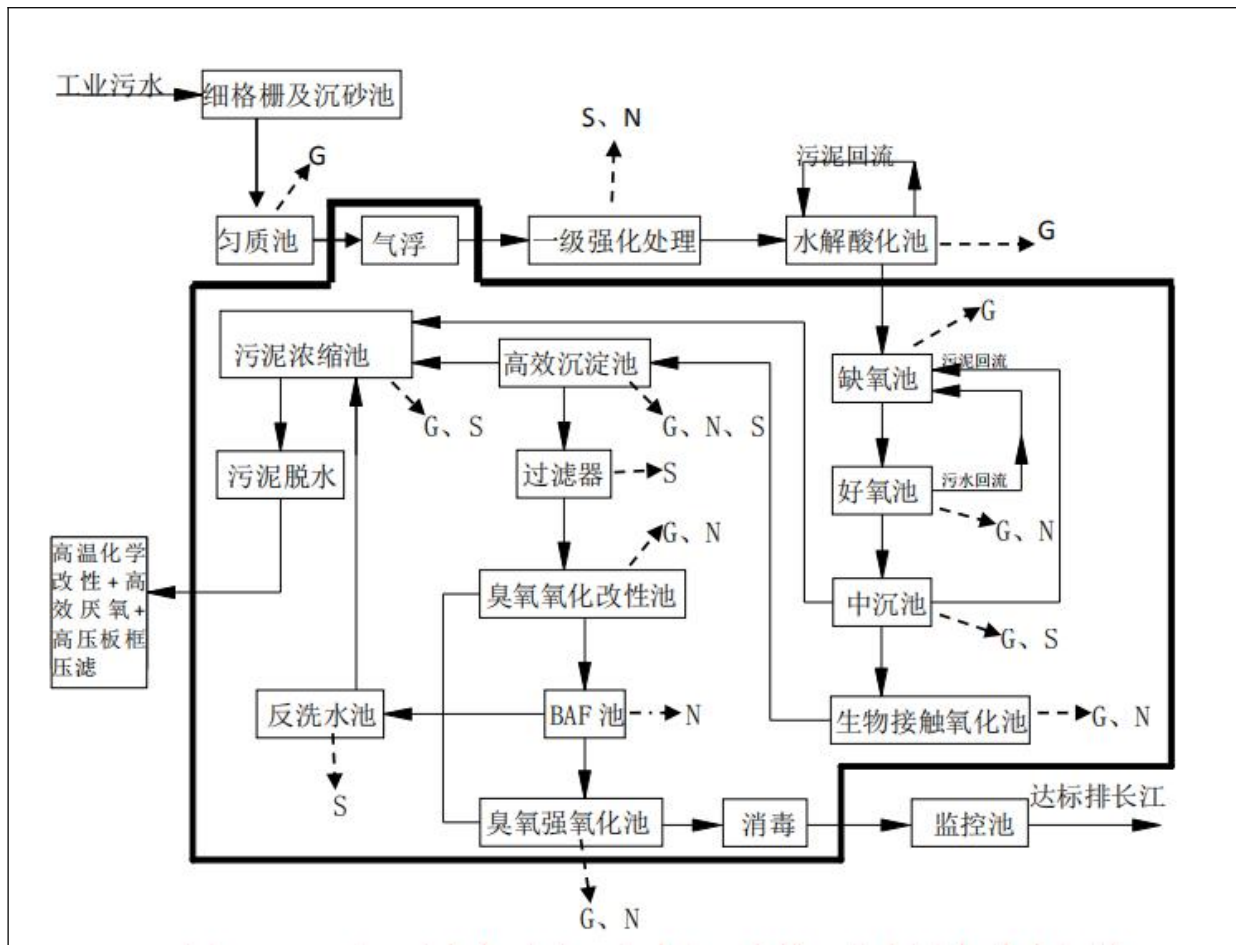 工业污水
细格栅及沉砂池
S、N
G
污泥回流
匀质池
气浮
一级强化处理
水解酸化池
G
G
污泥浓缩池
高效沉淀池
缺氧池
污泥回流
G、S
G、N、S
污泥脱水
过滤器
S
好氧池
污水回流
G、N
G、N
高温化学
改性+高
效厌氧+
高压板框
压滤
臭氧氧化改性池
中沉池
G、S
反洗水池
BAF 池
N
生物接触氧化池
G、N
S
臭氧强氧化池
消毒
监控池
达标排长江
G、N